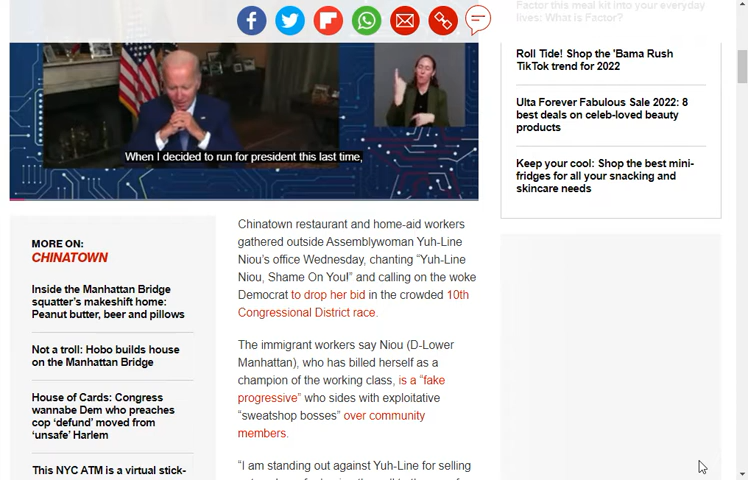 Factor this meal kit into your everyday
lives: What is Factor?
Roll Tide! Shop the 'Bama Rush
TikTok trend for 2022
Ulta Forever Fabulous Sale 2022: 8
best deals on celeb-loved beauty
products
Keep your cool: Shop the best mini-
fridges for all your snacking and
skincare needs
When I decided to run for president this last time,
MORE ON:
CHINATOWN
Inside the Manhattan Bridge
squatter's makeshift home:
Peanut butter, beer and pillows
Not a troll: Hobo builds house
on the Manhattan Bridge
House of Cards: Congress
wannabe Dem who preaches
cop ‘defund’ moved from
‘unsafe’ Harlem
This NYC ATM is a virtual stick-
Chinatown restaurant and home-aid workers
gathered outside Assemblywoman Yuh-Line
Niou’s office Wednesday, chanting “Yuh-Line
Niou, Shame On You!” and calling on the woke
Democrat to drop her bid in the crowded 10th
Congressional District race.
The immigrant workers say Niou (D-Lower
Manhattan), who has billed herself as a
champion of the working class, is a “fake
progressive” who sides with exploitative
“sweatshop bosses” over community
members.
“I am standing out against Yuh-Line for selling